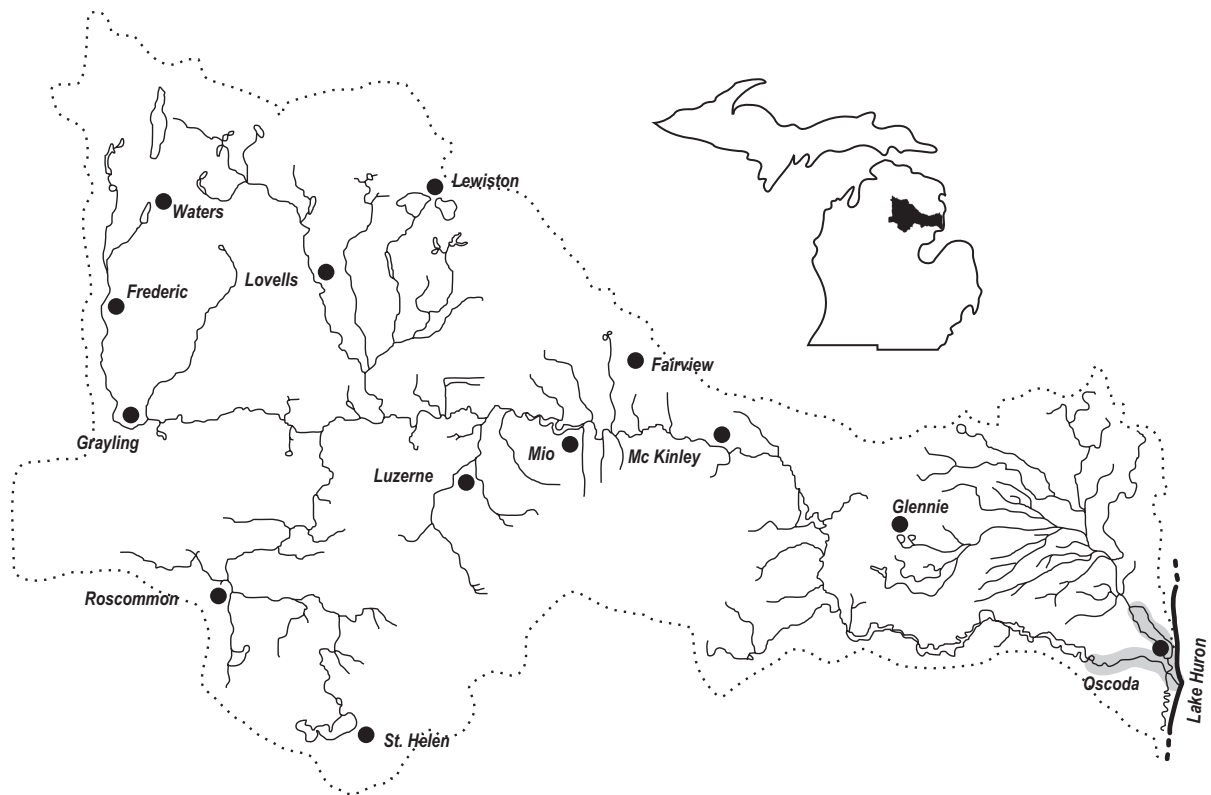 Lewiston
Waters
Lovells
Frederic
Fairview
Grayling
Mio
Mc Kinley
Luzerne
Glennie
Roscommon
Oscoda
Lake Huron
St. Helen